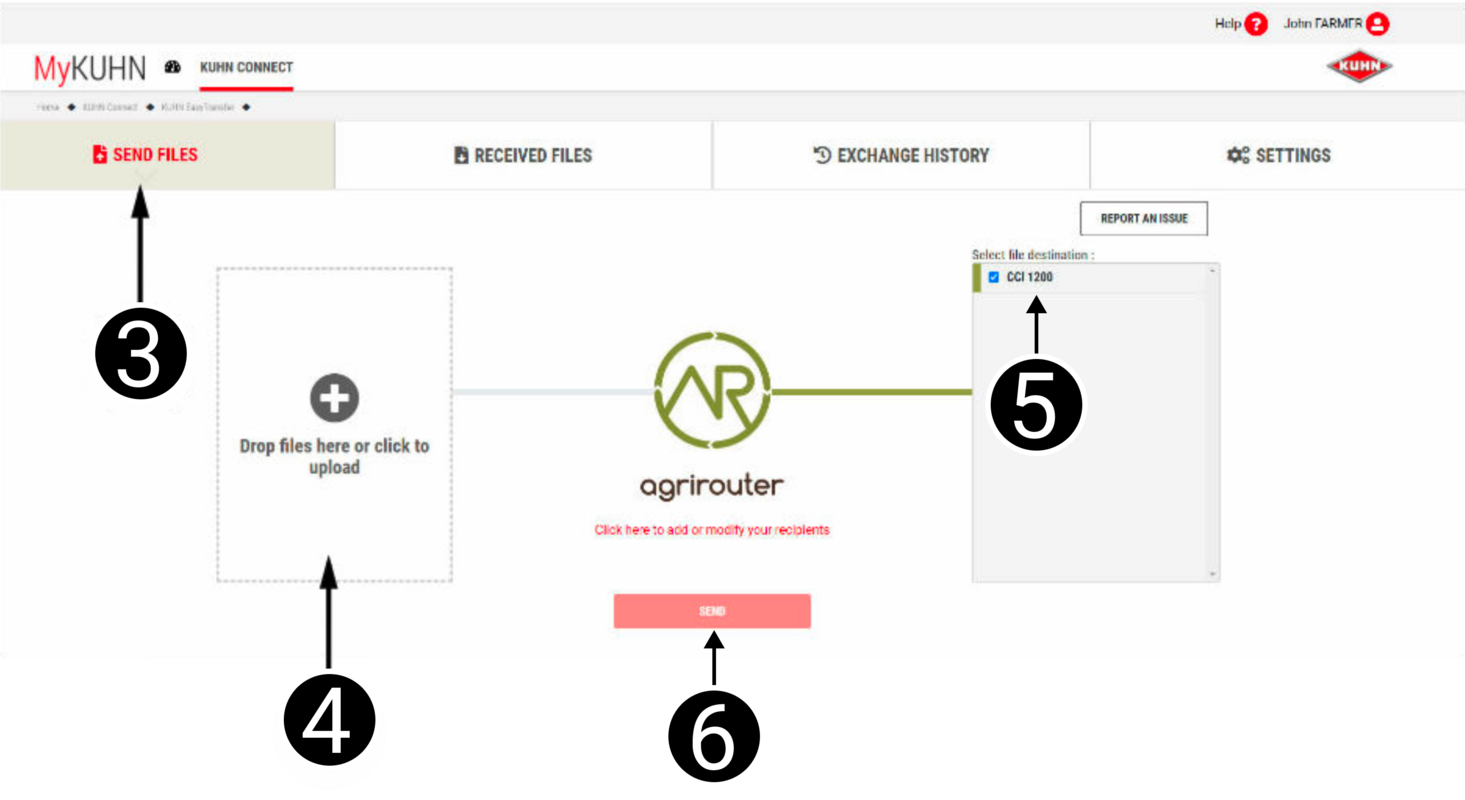 Help ? John FARMER
MyKUHN KUHN CONNECT
KUHN
Home KUHN Connect KUHN EasyTransfer
SEND FILES RECEIVED FILES EXCHANGE HISTORY SETTINGS
REPORT AN ISSUE
Select file destination :
CCI 1200
3
5
AR
Drop files here or click to
upload
agrirouter
Click here to add or modify your recipients
SEND
4
6